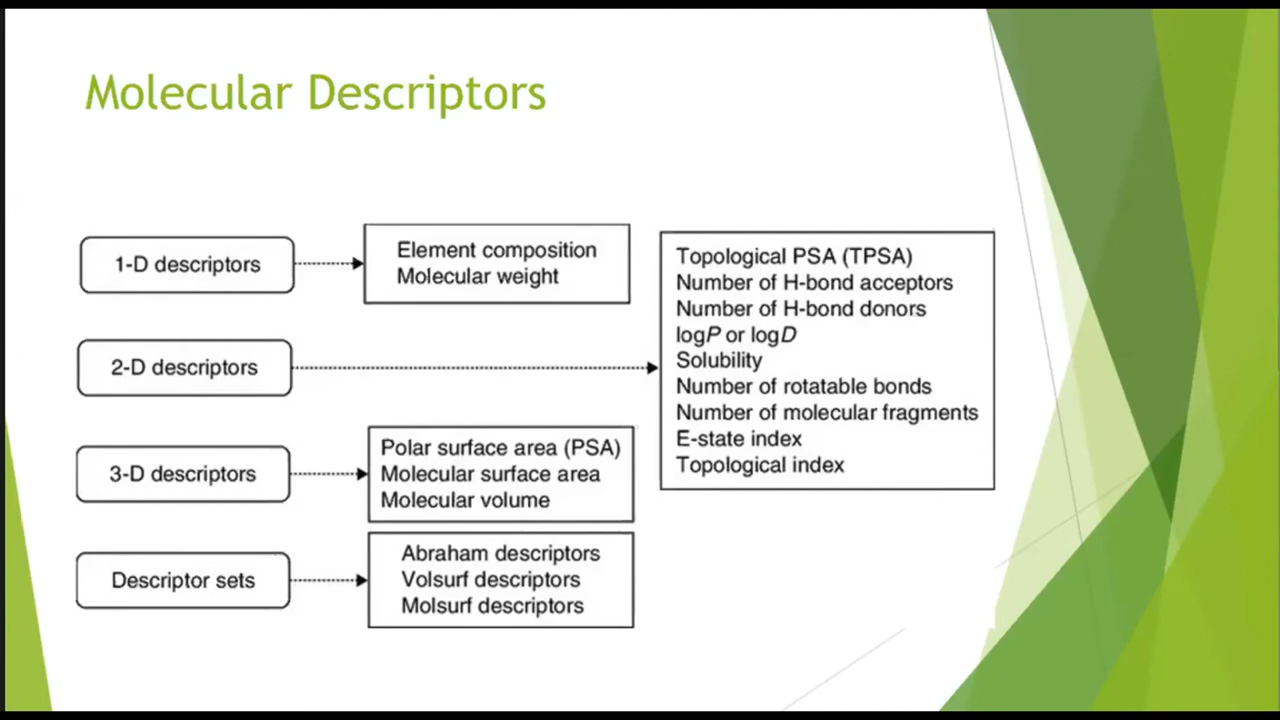 Molecular Descriptors
1-D descriptors
Element composition
Molecular weight
2-D descriptors
Topological PSA (TPSA)
Number of H-bond acceptors
Number of H-bond donors
logP or logD
Solubility
Number of rotatable bonds
Number of molecular fragments
E-state index
Topological index
3-D descriptors
Polar surface area (PSA)
Molecular surface area
Molecular volume
Descriptor sets
Abraham descriptors
Volsurf descriptors
Molsurf descriptors